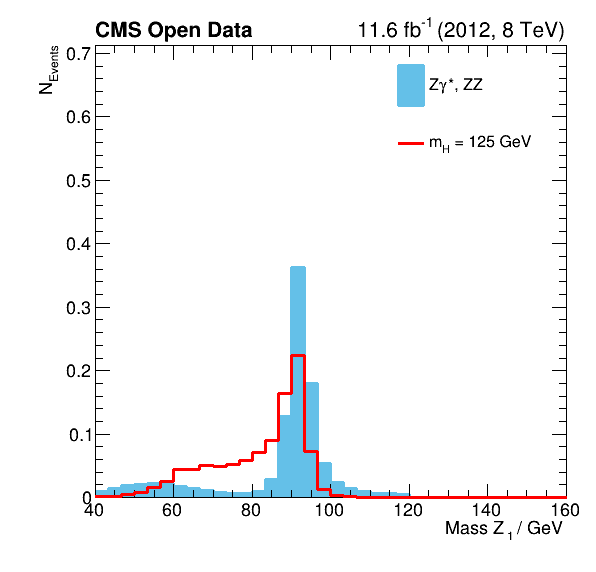 CMS Open Data
11.6 fb-1 (2012, 8 TeV)
NEvents
0.7
0.6
0.5
0.4
0.3
0.2
0.1
0
Zγ*, ZZ
mH = 125 GeV
40 60 80 100 120 140 160
Mass Z1 / GeV